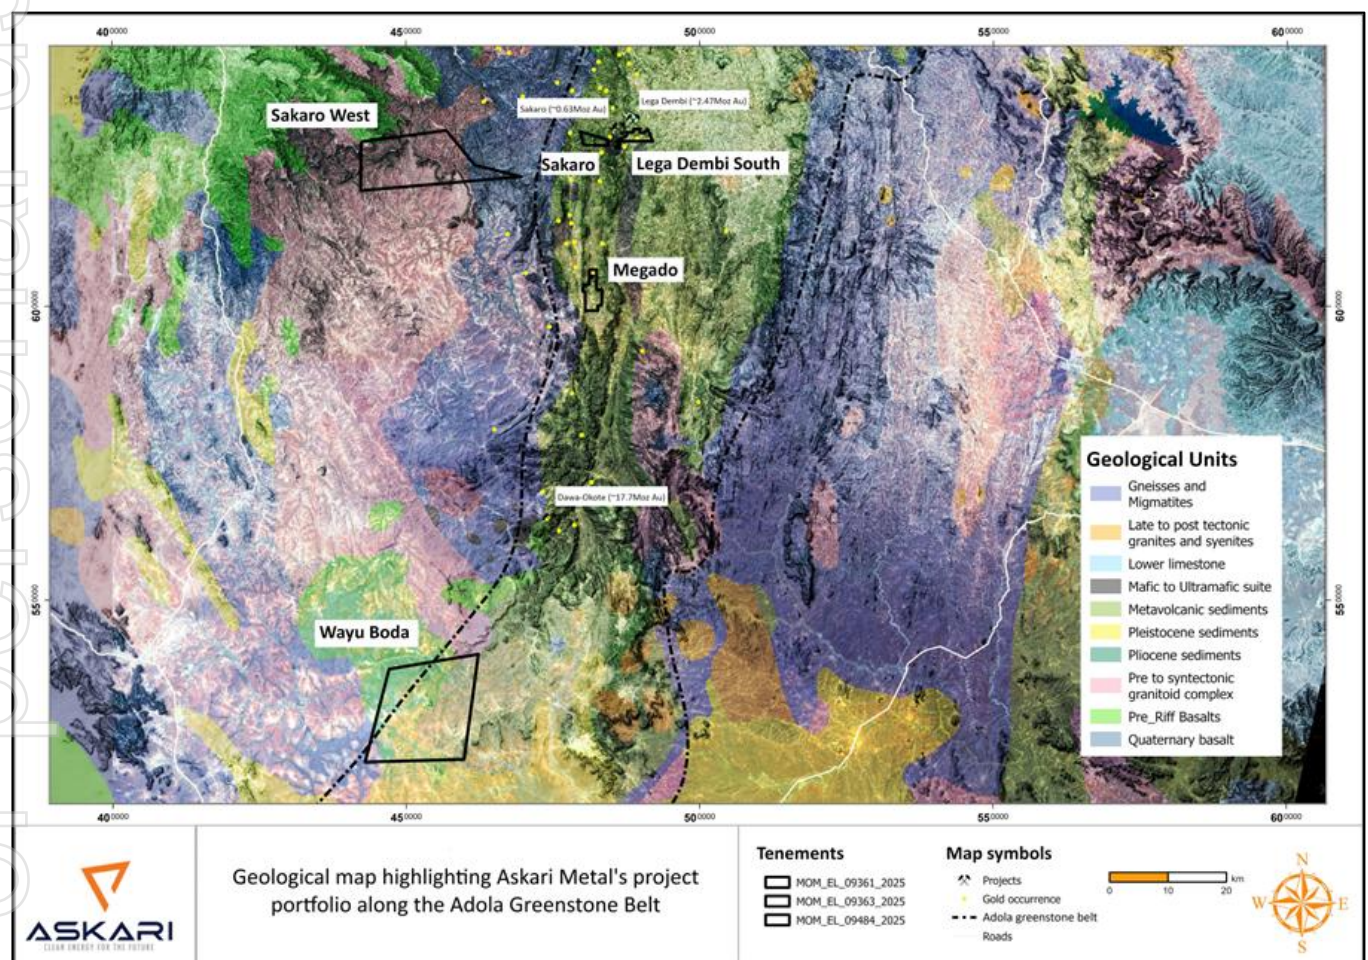 400000
450000
500000
550000
600000
Sakaro West
Sakaro (~0.63Moz Au)
Lega Dembi (~2.47Moz Au)
Sakaro
Lega Dembi South
Megado
600000
600000
Dawa-Okote (~17.7Moz Au)
Wayu Boda
550000
550000
Geological Units
Gneisses and
Migmatites
Late to post tectonic
granites and syenites
Lower limestone
Mafic to Ultramafic suite
Metavolcanic sediments
Pleistocene sediments
Pliocene sediments
Pre to syntectonic
granitoid complex
Pre_Riff Basalts
Quaternary basalt
400000
450000
500000
550000
600000
ASKARI
CLEAN ENERGY FOR THE FUTURE
Geological map highlighting Askari Metal's project
portfolio along the Adola Greenstone Belt
Tenements
MOM_EL_09361_2025
MOM_EL_09363_2025
MOM_EL_09484_2025
Map symbols
Projects
Gold occurrence
Adola greenstone belt
Roads
0 10 20 km
N
W E
S